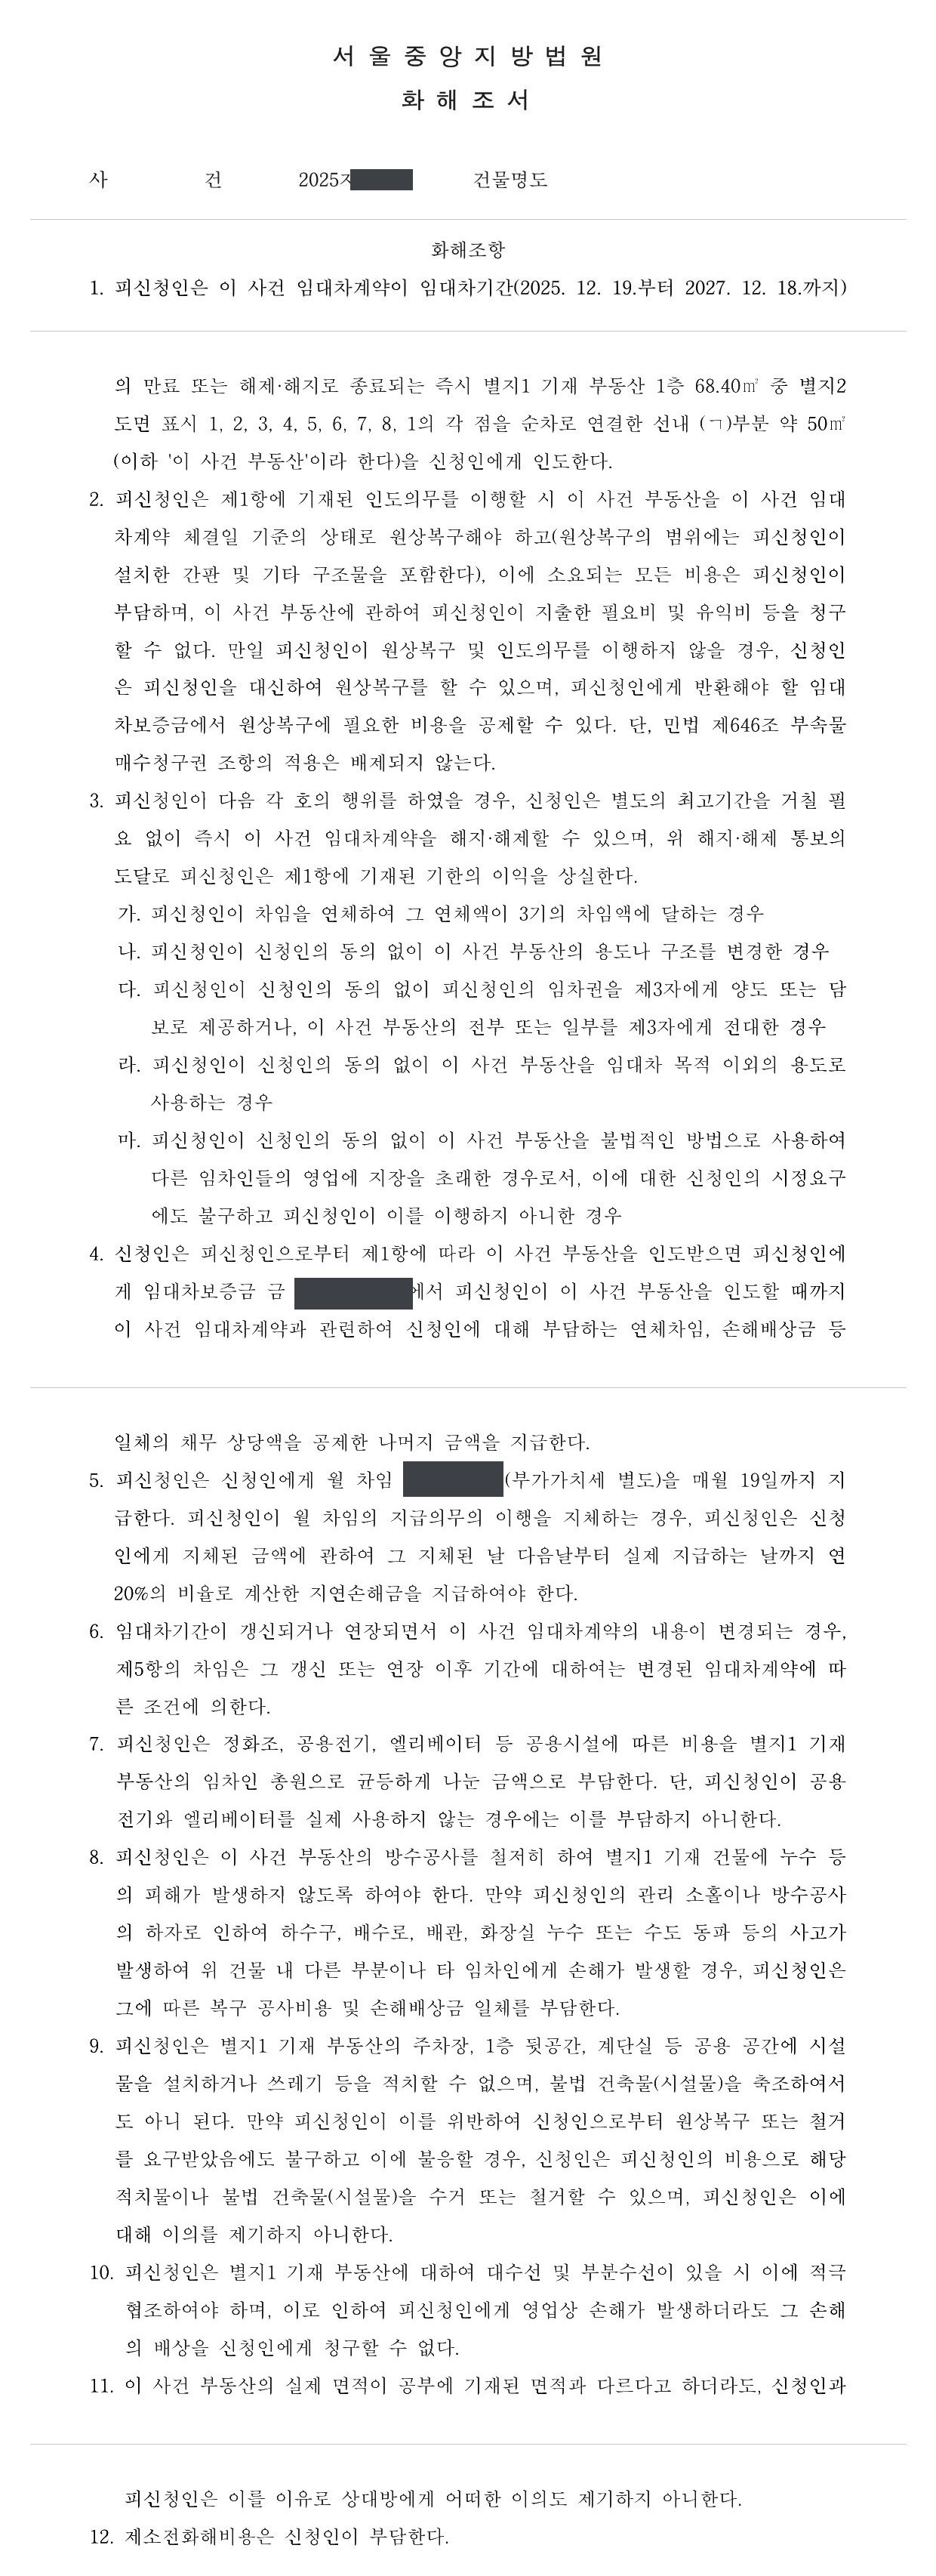 서울중앙지방법원
화해조서
사 건 2025자 건물명도
화해조항
1. 피신청인은 이 사건 임대차계약이 임대차기간(2025. 12. 19.부터 2027. 12. 18.까지)
의 만료 또는 해제·해지로 종료되는 즉시 별지1 기재 부동산 1층 68.40㎡ 중 별지2
도면 표시 1, 2, 3, 4, 5, 6, 7, 8, 1의 각 점을 순차로 연결한 선내 (ㄱ)부분 약 50㎡
(이하 '이 사건 부동산'이라 한다)을 신청인에게 인도한다.
2. 피신청인은 제1항에 기재된 인도의무를 이행할 시 이 사건 부동산을 이 사건 임대
차계약 체결일 기준의 상태로 원상복구해야 하고(원상복구의 범위에는 피신청인이
설치한 간판 및 기타 구조물을 포함한다), 이에 소요되는 모든 비용은 피신청인이
부담하며, 이 사건 부동산에 관하여 피신청인이 지출한 필요비 및 유익비 등을 청구
할 수 없다. 만일 피신청인이 원상복구 및 인도의무를 이행하지 않을 경우, 신청인
은 피신청인을 대신하여 원상복구를 할 수 있으며, 피신청인에게 반환해야 할 임대
차보증금에서 원상복구에 필요한 비용을 공제할 수 있다. 단, 민법 제646조 부속물
매수청구권 조항의 적용은 배제되지 않는다.
3. 피신청인이 다음 각 호의 행위를 하였을 경우, 신청인은 별도의 최고기간을 거칠 필
요 없이 즉시 이 사건 임대차계약을 해지·해제할 수 있으며, 위 해지·해제 통보의
도달로 피신청인은 제1항에 기재된 기한의 이익을 상실한다.
가. 피신청인이 차임을 연체하여 그 연체액이 3기의 차임액에 달하는 경우
나. 피신청인이 신청인의 동의 없이 이 사건 부동산의 용도나 구조를 변경한 경우
다. 피신청인이 신청인의 동의 없이 피신청인의 임차권을 제3자에게 양도 또는 담
보로 제공하거나, 이 사건 부동산의 전부 또는 일부를 제3자에게 전대한 경우
라. 피신청인이 신청인의 동의 없이 이 사건 부동산을 임대차 목적 이외의 용도로
사용하는 경우
마. 피신청인이 신청인의 동의 없이 이 사건 부동산을 불법적인 방법으로 사용하여
다른 임차인들의 영업에 지장을 초래한 경우로서, 이에 대한 신청인의 시정요구
에도 불구하고 피신청인이 이를 이행하지 아니한 경우
4. 신청인은 피신청인으로부터 제1항에 따라 이 사건 부동산을 인도받으면 피신청인에
게 임대차보증금 금 에서 피신청인이 이 사건 부동산을 인도할 때까지
이 사건 임대차계약과 관련하여 신청인에 대해 부담하는 연체차임, 손해배상금 등
일체의 채무 상당액을 공제한 나머지 금액을 지급한다.
5. 피신청인은 신청인에게 월 차임 (부가가치세 별도)을 매월 19일까지 지
급한다. 피신청인이 월 차임의 지급의무의 이행을 지체하는 경우, 피신청인은 신청
인에게 지체된 금액에 관하여 그 지체된 날 다음날부터 실제 지급하는 날까지 연
20%의 비율로 계산한 지연손해금을 지급하여야 한다.
6. 임대차기간이 갱신되거나 연장되면서 이 사건 임대차계약의 내용이 변경되는 경우,
제5항의 차임은 그 갱신 또는 연장 이후 기간에 대하여는 변경된 임대차계약에 따
른 조건에 의한다.
7. 피신청인은 정화조, 공용전기, 엘리베이터 등 공용시설에 따른 비용을 별지1 기재
부동산의 임차인 총원으로 균등하게 나눈 금액으로 부담한다. 단, 피신청인이 공용
전기와 엘리베이터를 실제 사용하지 않는 경우에는 이를 부담하지 아니한다.
8. 피신청인은 이 사건 부동산의 방수공사를 철저히 하여 별지1 기재 건물에 누수 등
의 피해가 발생하지 않도록 하여야 한다. 만약 피신청인의 관리 소홀이나 방수공사
의 하자로 인하여 하수구, 배수로, 배관, 화장실 누수 또는 수도 동파 등의 사고가
발생하여 위 건물 내 다른 부분이나 타 임차인에게 손해가 발생할 경우, 피신청인은
그에 따른 복구 공사비용 및 손해배상금 일체를 부담한다.
9. 피신청인은 별지1 기재 부동산의 주차장, 1층 뒷공간, 계단실 등 공용 공간에 시설
물을 설치하거나 쓰레기 등을 적치할 수 없으며, 불법 건축물(시설물)을 축조하여서
도 아니 된다. 만약 피신청인이 이를 위반하여 신청인으로부터 원상복구 또는 철거
를 요구받았음에도 불구하고 이에 불응할 경우, 신청인은 피신청인의 비용으로 해당
적치물이나 불법 건축물(시설물)을 수거 또는 철거할 수 있으며, 피신청인은 이에
대해 이의를 제기하지 아니한다.
10. 피신청인은 별지1 기재 부동산에 대하여 대수선 및 부분수선이 있을 시 이에 적극
협조하여야 하며, 이로 인하여 피신청인에게 영업상 손해가 발생하더라도 그 손해
의 배상을 신청인에게 청구할 수 없다.
11. 이 사건 부동산의 실제 면적이 공부에 기재된 면적과 다르다고 하더라도, 신청인과
피신청인은 이를 이유로 상대방에게 어떠한 이의도 제기하지 아니한다.
12. 제소전화해비용은 신청인이 부담한다.